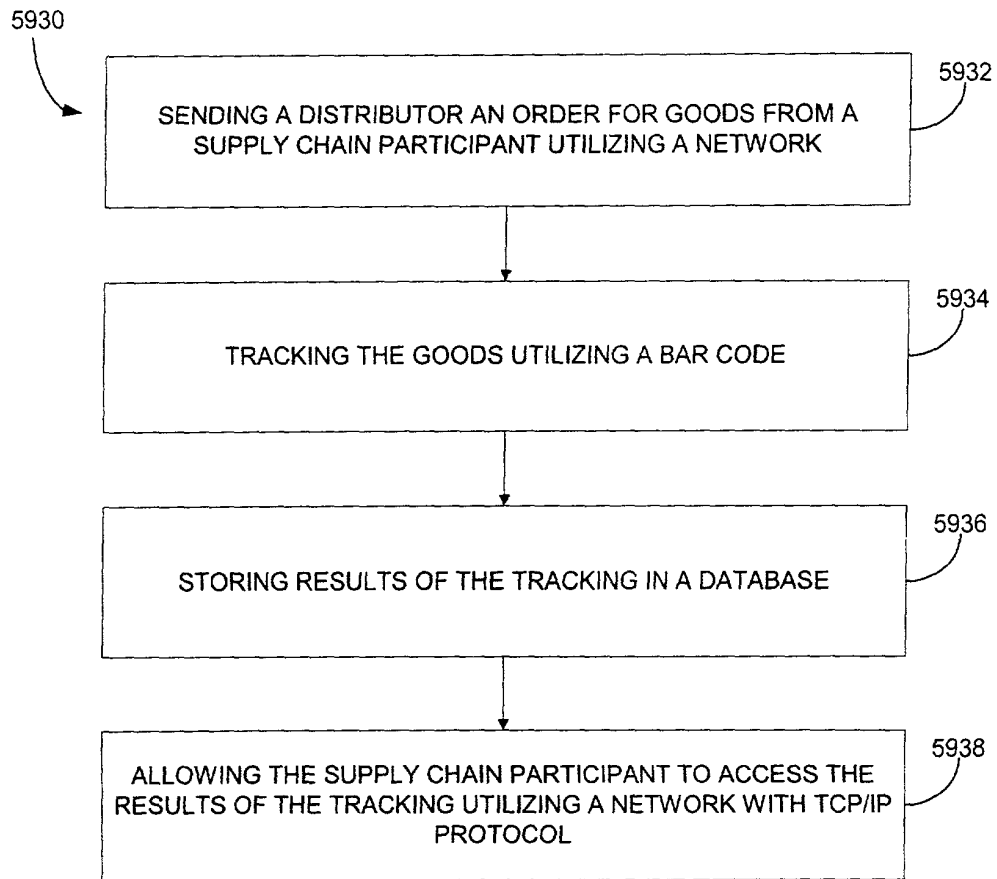 5930
5932
SENDING A DISTRIBUTOR AN ORDER FOR GOODS FROM A
SUPPLY CHAIN PARTICIPANT UTILIZING A NETWORK
5934
TRACKING THE GOODS UTILIZING A BAR CODE
5936
STORING RESULTS OF THE TRACKING IN A DATABASE
5938
ALLOWING THE SUPPLY CHAIN PARTICIPANT TO ACCESS THE
RESULTS OF THE TRACKING UTILIZING A NETWORK WITH TCP/IP
PROTOCOL